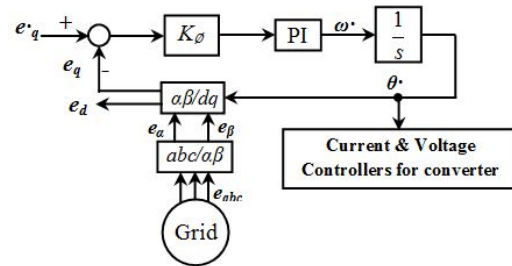 e·q
+
Kø
PI
ω·
1
s
eq
–
ed
αβ/dq
θ·
eα
eβ
abc/αβ
eabc
Grid
Current & Voltage
Controllers for converter